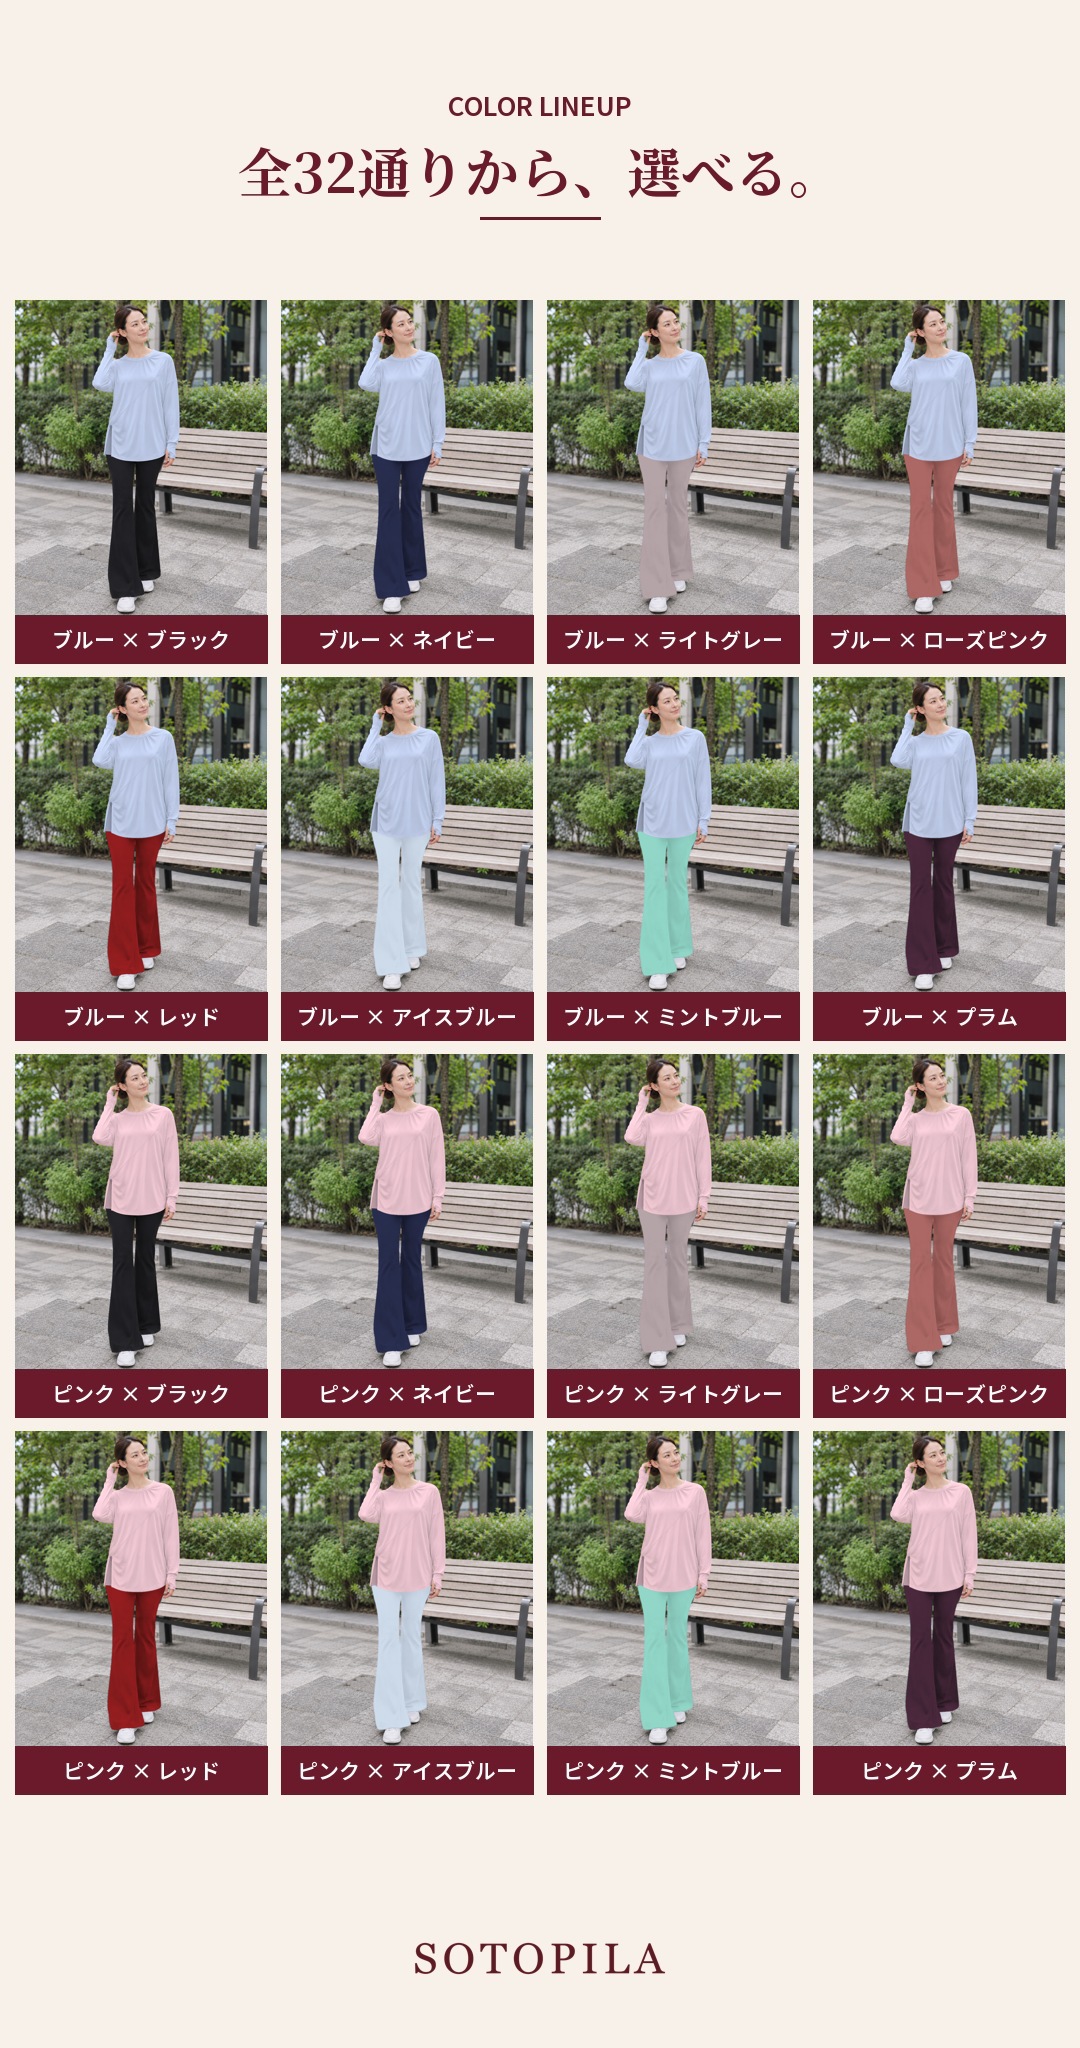 COLOR LINEUP
全32通りから、選べる。
ブルー × ブラック
ブルー × ネイビー
ブルー × ライトグレー
ブルー × ローズピンク
ブルー × レッド
ブルー × アイスブルー
ブルー × ミントブルー
ブルー × プラム
ピンク × ブラック
ピンク × ネイビー
ピンク × ライトグレー
ピンク × ローズピンク
ピンク × レッド
ピンク × アイスブルー
ピンク × ミントブルー
ピンク × プラム
SOTOPILA